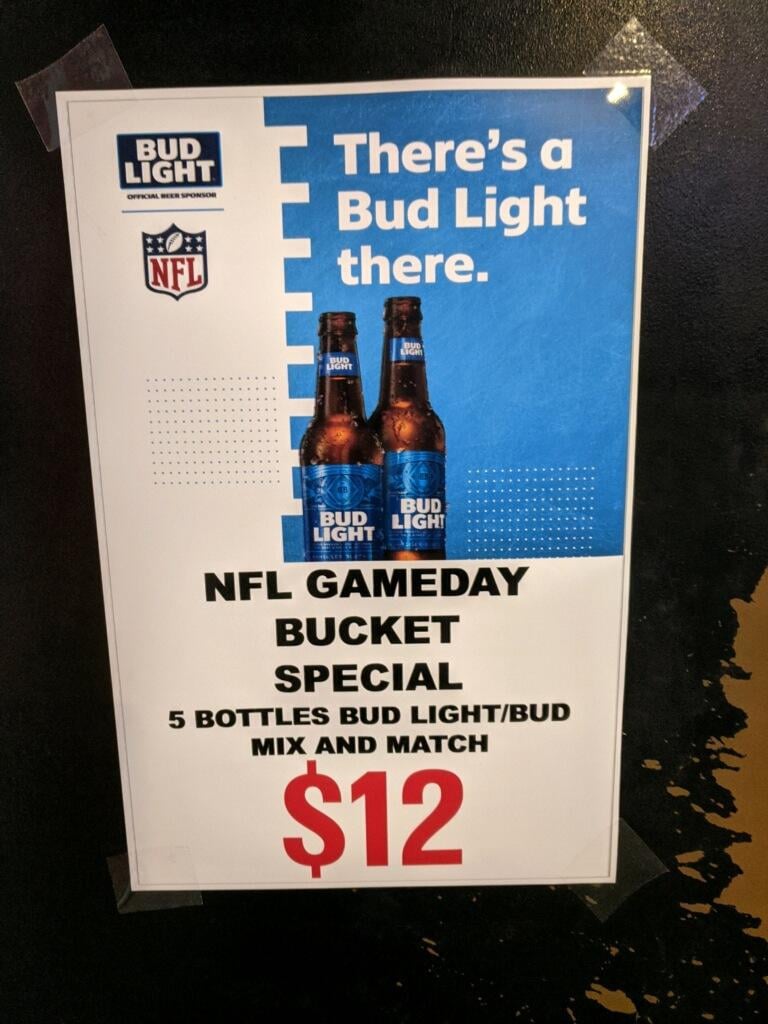 BUD
LIGHT
OFFICIAL BEER SPONSOR
NFL
There's a
Bud Light
there.
BUD
LIGHT
BUD
LIGHT
BUD
LIGHT
BUD
LIGHT
NFL GAMEDAY
BUCKET
SPECIAL
5 BOTTLES BUD LIGHT/BUD
MIX AND MATCH
$12